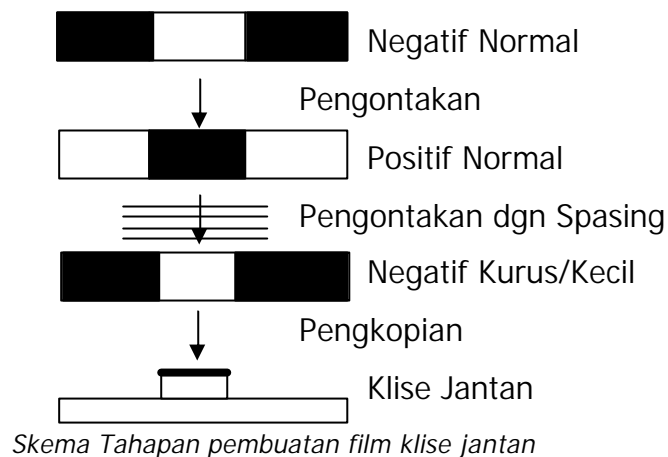 Negatif Normal
Pengontakan
Positif Normal
Pengontakan dgn Spasing
Negatif Kurus/Kecil
Pengkopian
Klise Jantan
Skema Tahapan pembuatan film klise jantan